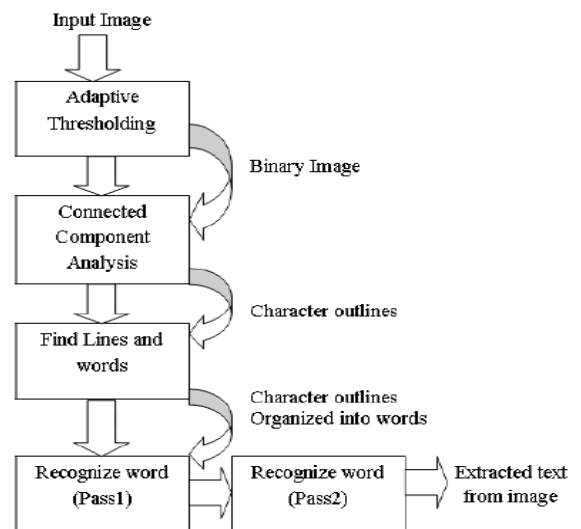 Input Image
Adaptive
Thresholding
Binary Image
Connected
Component
Analysis
Character outlines
Find Lines and
words
Character outlines
Organized into words
Recognize word
(Pass1)
Recognize word
(Pass2)
Extracted text
from image